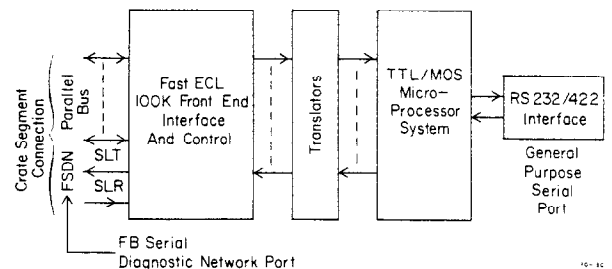 Crate Segment
Connection
Parallel
Bus
FSDN
SLT
SLR
Fast ECL
100K Front End
Interface
And Control
Translators
TTL/MOS
Micro-
Processor
System
RS 232/422
Interface
General
Purpose
Serial
Port
FB Serial
Diagnostic Network Port